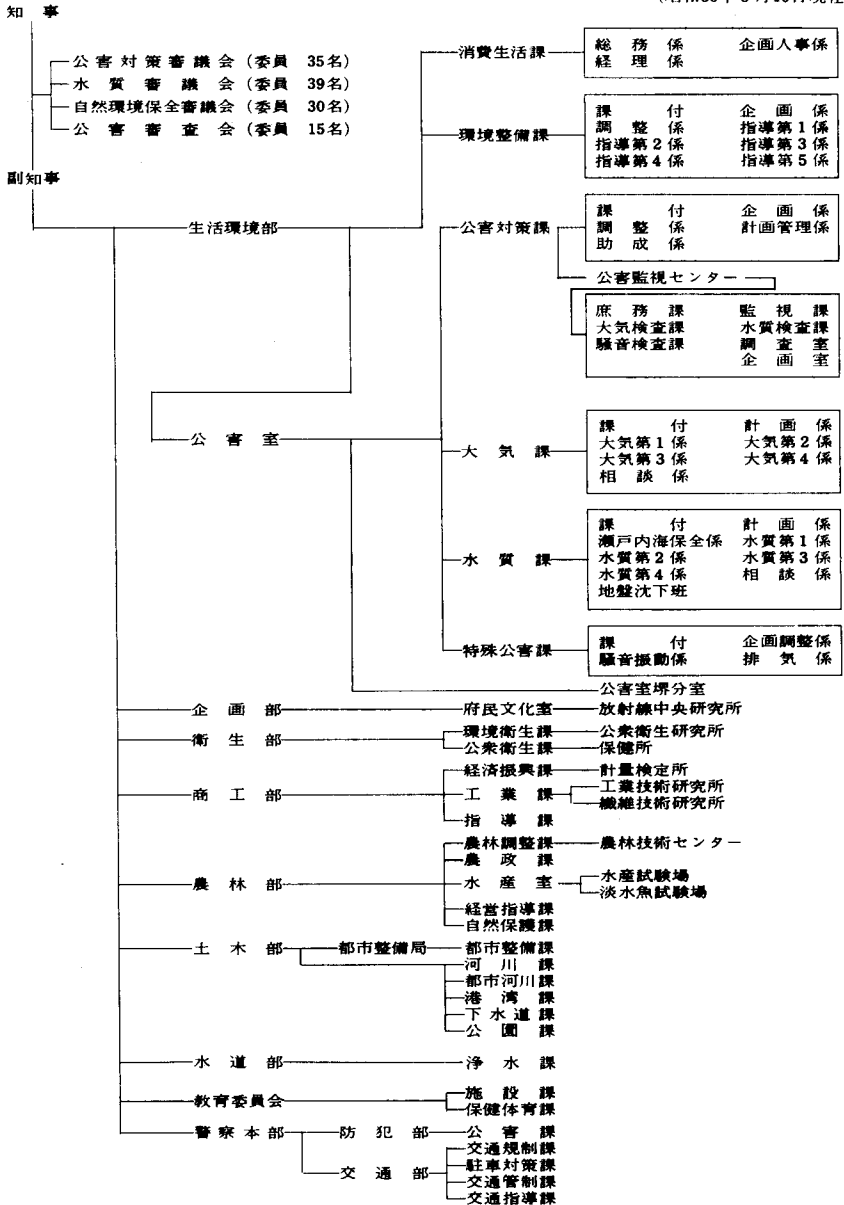 知事
公害対策審議会(委員 35名)
水質審議会(委員 39名)
自然環境保全審議会(委員 30名)
公害審査会(委員 15名)
副知事
生活環境部
消費生活課
総務係 企画人事係
経理係
環境整備課
課付 企画係
調整係 指導第1係
指導第2係 指導第3係
指導第4係 指導第5係
公害室
公害対策課
課付 企画係
調整係 計画管理係
助成係
公害監視センター
庶務課 監視課
大気検査課 水質検査課
騒音検査課 調査室
企画室
大気課
課付 計画係
大気第1係 大気第2係
大気第3係 大気第4係
相談係
水質課
課付 計画係
瀬戸内海保全係 水質第1係
水質第2係 水質第3係
水質第4係 相談係
地盤沈下班
特殊公害課
課付 企画調整係
騒音振動係 排気係
公害室堺分室
企画部 府民文化室 放射線中央研究所
衛生部 環境衛生課 公衆衛生研究所
公衆衛生課 保健所
商工部 経済振興課 計量検定所
工業課 工業技術研究所
繊維技術研究所
指導課
農林部 農林調整課 農林技術センター
農政課
水産室 水産試験場
淡水魚試験場
経営指導課
自然保護課
土木部 都市整備局 都市整備課
河川課
都市河川課
港湾課
下水道課
公園課
水道部 浄水課
教育委員会 施設課
保健体育課
警察本部 防犯部 公害課
交通部 交通規制課
駐車対策課
交通管制課
交通指導課